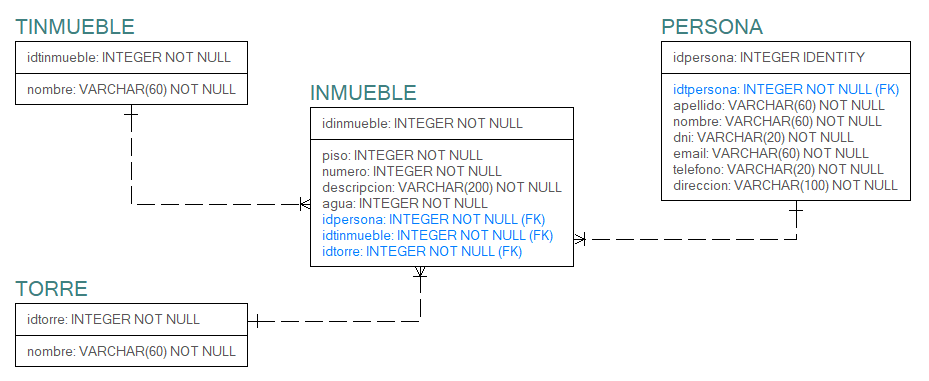 TINMUEBLE
idtinmueble: INTEGER NOT NULL
nombre: VARCHAR(60) NOT NULL
INMUEBLE
idinmueble: INTEGER NOT NULL
piso: INTEGER NOT NULL
numero: INTEGER NOT NULL
descripcion: VARCHAR(200) NOT NULL
agua: INTEGER NOT NULL
idpersona: INTEGER NOT NULL (FK)
idtinmueble: INTEGER NOT NULL (FK)
idtorre: INTEGER NOT NULL (FK)
PERSONA
idpersona: INTEGER IDENTITY
idtpersona: INTEGER NOT NULL (FK)
apellido: VARCHAR(60) NOT NULL
nombre: VARCHAR(60) NOT NULL
dni: VARCHAR(20) NOT NULL
email: VARCHAR(60) NOT NULL
telefono: VARCHAR(20) NOT NULL
direccion: VARCHAR(100) NOT NULL
TORRE
idtorre: INTEGER NOT NULL
nombre: VARCHAR(60) NOT NULL